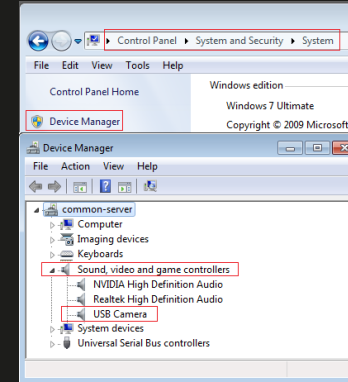 Control Panel ▸ System and Security ▸ System
File Edit View Tools Help
Control Panel Home
Windows edition
Windows 7 Ultimate
Device Manager
Copyright © 2009 Microsoft
Device Manager
File Action View Help
common-server
Computer
Imaging devices
Keyboards
Sound, video and game controllers
NVIDIA High Definition Audio
Realtek High Definition Audio
USB Camera
System devices
Universal Serial Bus controllers